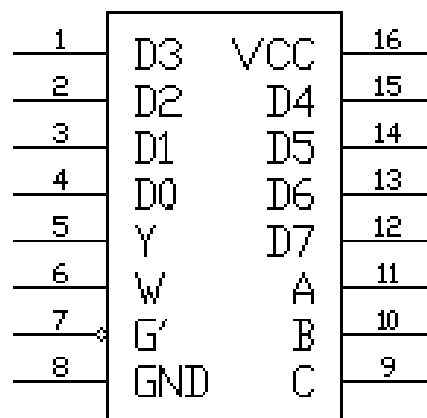 1 D3 VCC 16
2 D2 D4 15
3 D1 D5 14
4 D0 D6 13
5 Y D7 12
6 W A 11
7 G′ B 10
8 GND C 9